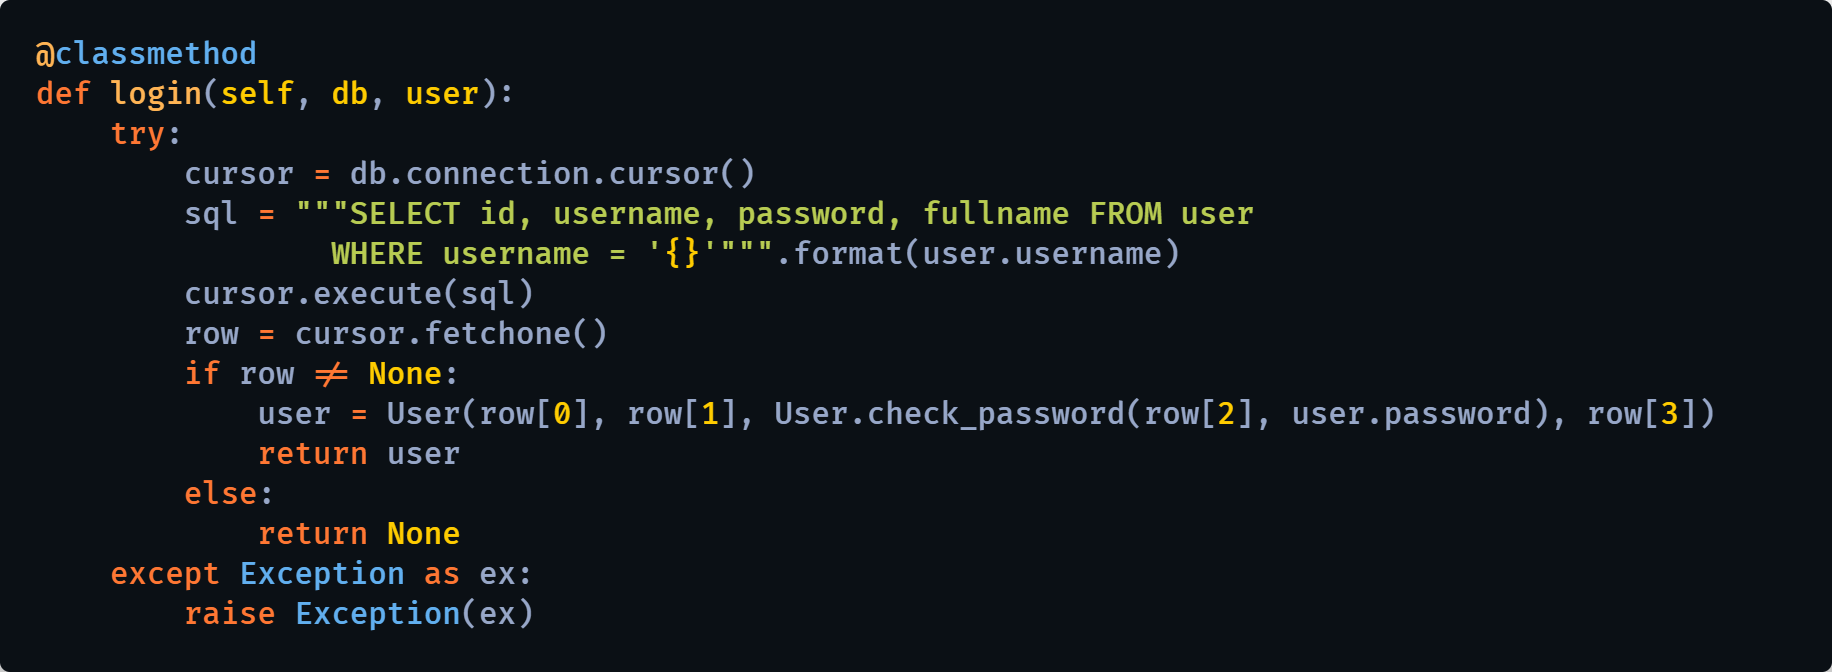 @classmethod
def login(self, db, user):
    try:
        cursor = db.connection.cursor()
        sql = """SELECT id, username, password, fullname FROM user
                WHERE username = '{}'""".format(user.username)
        cursor.execute(sql)
        row = cursor.fetchone()
        if row != None:
            user = User(row[0], row[1], User.check_password(row[2], user.password), row[3])
            return user
        else:
            return None
    except Exception as ex:
        raise Exception(ex)